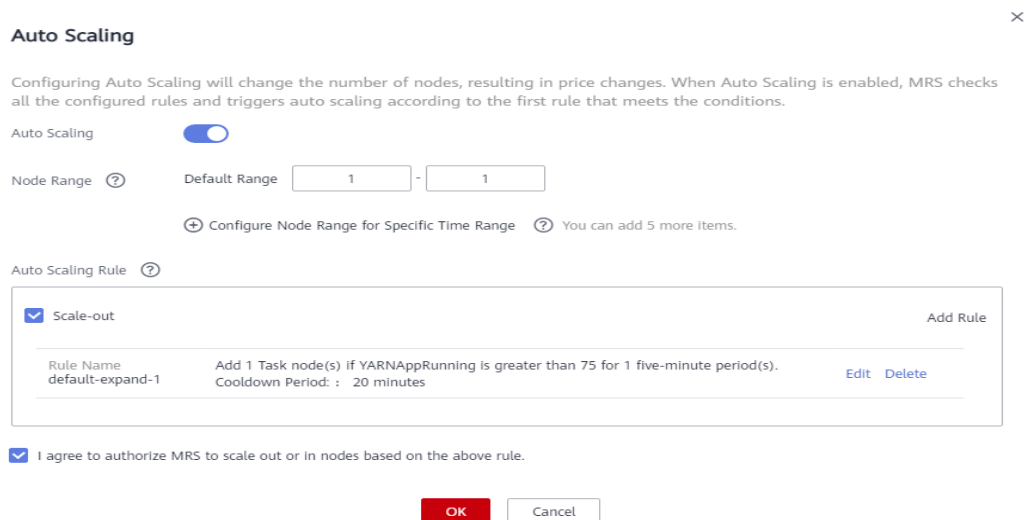 Auto Scaling
Configuring Auto Scaling will change the number of nodes, resulting in price changes. When Auto Scaling is enabled, MRS checks
all the configured rules and triggers auto scaling according to the first rule that meets the conditions.
Auto Scaling
Node Range ? Default Range 1 - 1
Configure Node Range for Specific Time Range ? You can add 5 more items.
Auto Scaling Rule ?
Scale-out Add Rule
Rule Name Add 1 Task node(s) if YARNAppRunning is greater than 75 for 1 five-minute period(s).
default-expand-1 Cooldown Period: : 20 minutes Edit Delete
I agree to authorize MRS to scale out or in nodes based on the above rule.
OK Cancel